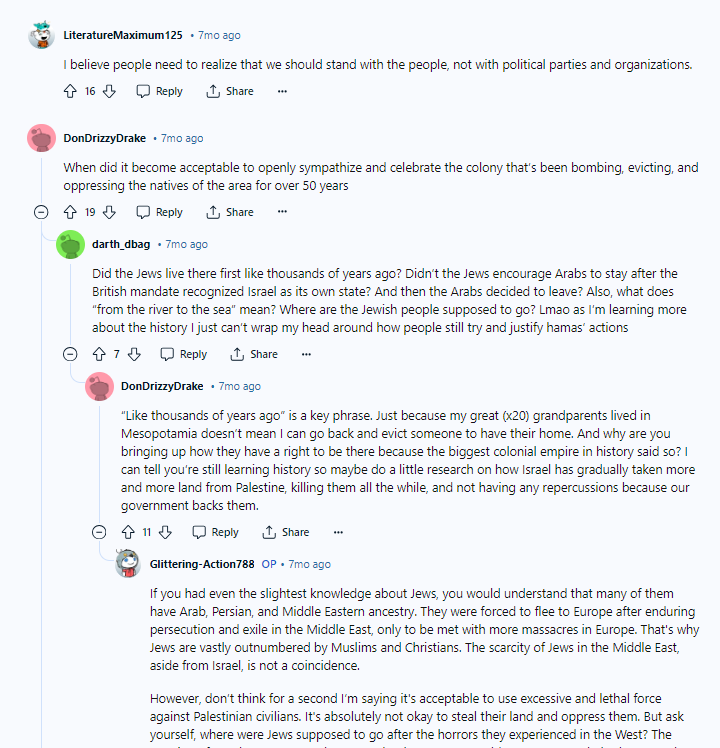 LiteratureMaximum125 • 7mo ago
I believe people need to realize that we should stand with the people, not with political parties and organizations.
16 Reply Share ...
DonDrizzyDrake • 7mo ago
When did it become acceptable to openly sympathize and celebrate the colony that's been bombing, evicting, and
oppressing the natives of the area for over 50 years
19 Reply Share ...
darth_dbag • 7mo ago
Did the Jews live there first like thousands of years ago? Didn't the Jews encourage Arabs to stay after the
British mandate recognized Israel as its own state? And then the Arabs decided to leave? Also, what does
"from the river to the sea" mean? Where are the Jewish people supposed to go? Lmao as I'm learning more
about the history I just can't wrap my head around how people still try and justify hamas' actions
7 Reply Share ...
DonDrizzyDrake • 7mo ago
"Like thousands of years ago" is a key phrase. Just because my great (x20) grandparents lived in
Mesopotamia doesn't mean I can go back and evict someone to have their home. And why are you
bringing up how they have a right to be there because the biggest colonial empire in history said so? I
can tell you're still learning history so maybe do a little research on how Israel has gradually taken more
and more land from Palestine, killing them all the while, and not having any repercussions because our
government backs them.
11 Reply Share ...
Glittering-Action788 OP • 7mo ago
If you had even the slightest knowledge about Jews, you would understand that many of them
have Arab, Persian, and Middle Eastern ancestry. They were forced to flee to Europe after enduring
persecution and exile in the Middle East, only to be met with more massacres in Europe. That's why
Jews are vastly outnumbered by Muslims and Christians. The scarcity of Jews in the Middle East,
aside from Israel, is not a coincidence.
However, don't think for a second I'm saying it's acceptable to use excessive and lethal force
against Palestinian civilians. It's absolutely not okay to steal their land and oppress them. But ask
yourself, where were Jews supposed to go after the horrors they experienced in the West? The